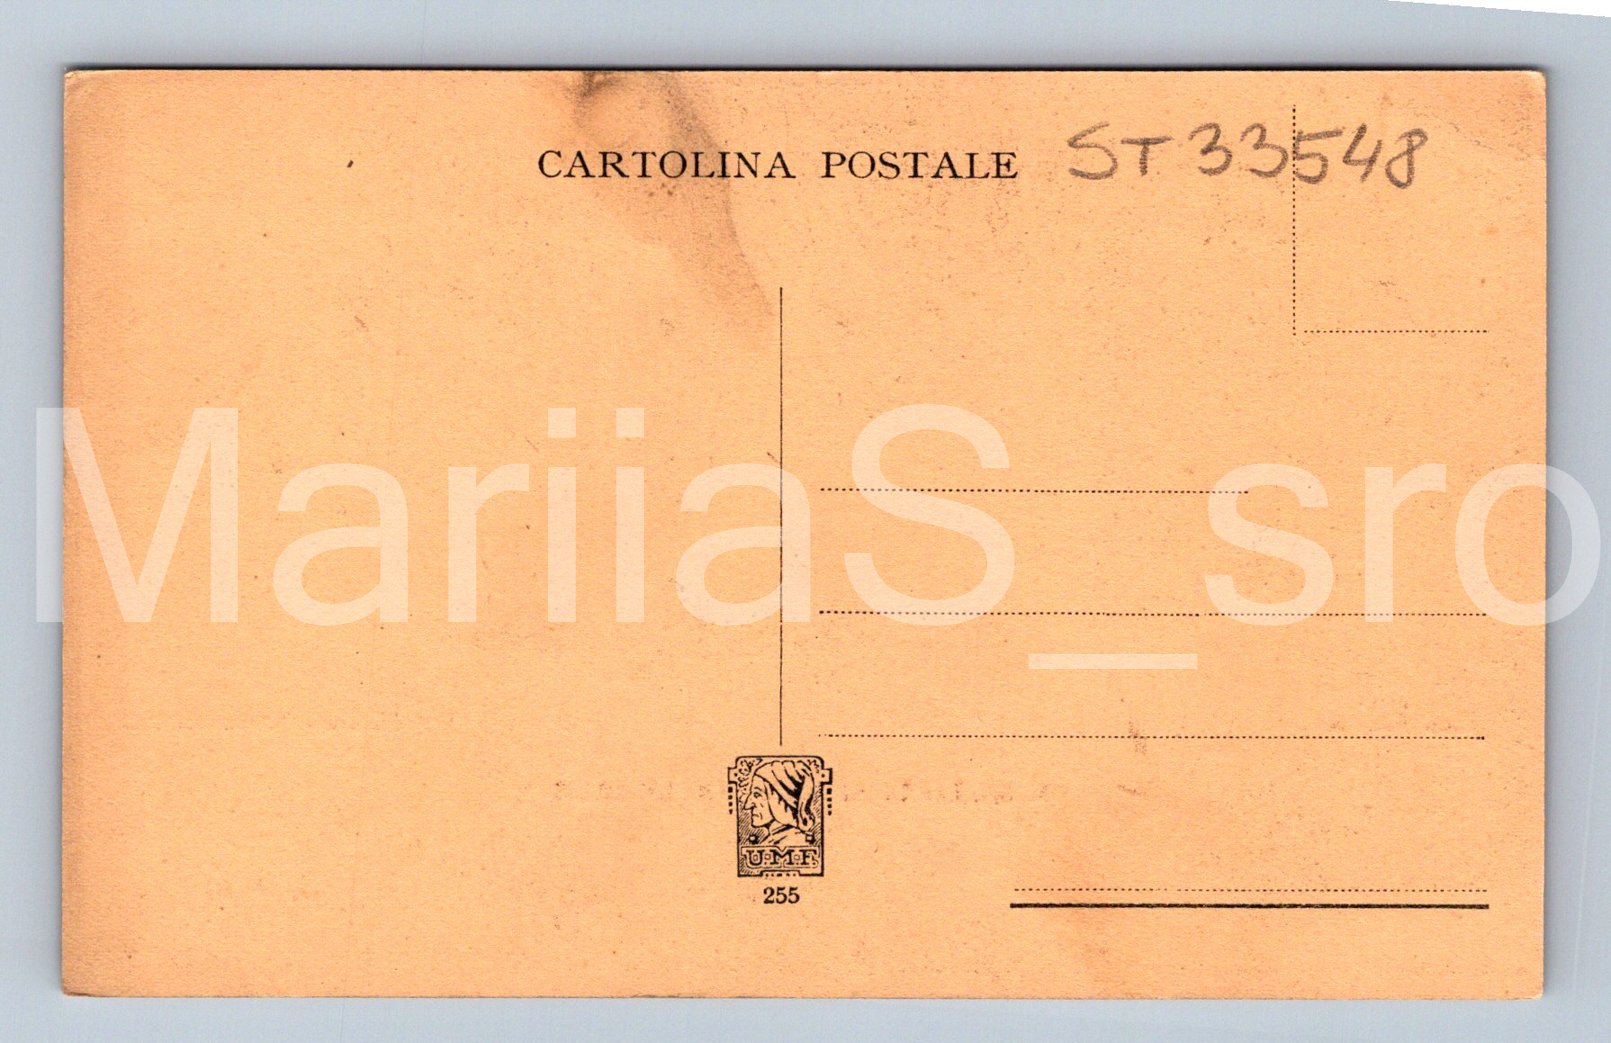 CARTOLINA POSTALE
ST 33548
MariiaS_sro
U.M.F.
255